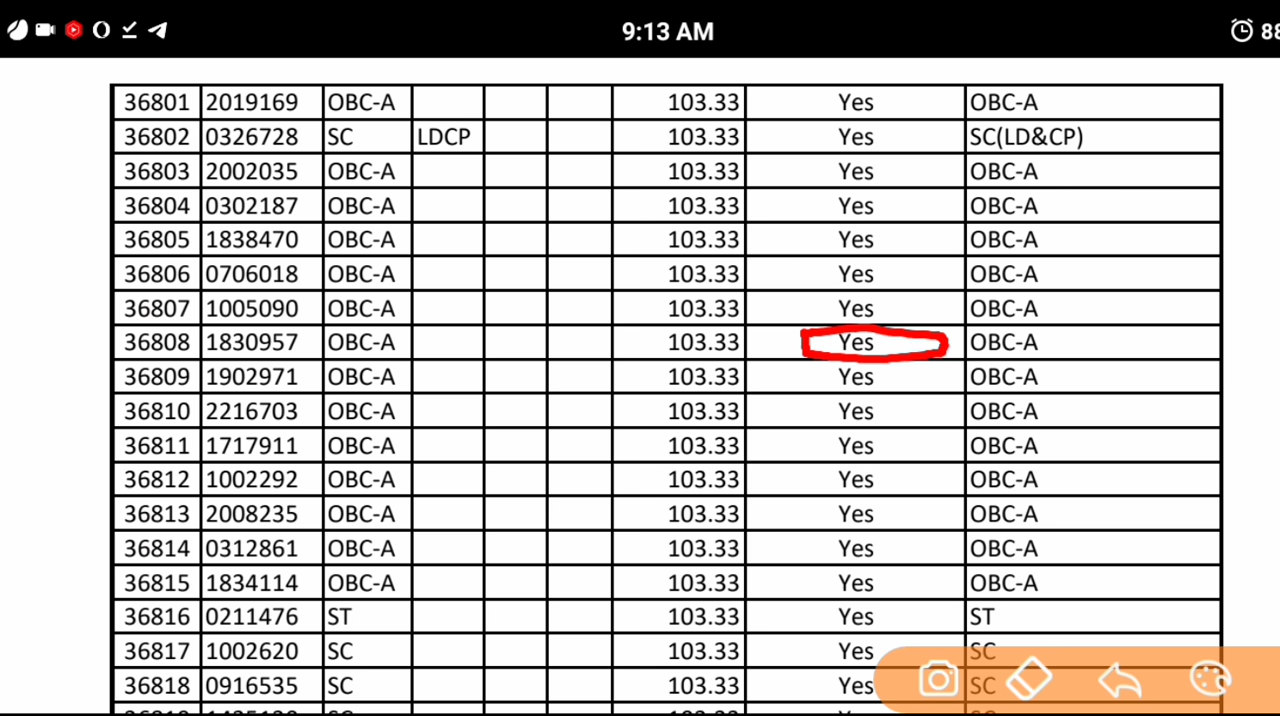 9:13 AM 88
36801 2019169 OBC-A 103.33 Yes OBC-A
36802 0326728 SC LDCP 103.33 Yes SC(LD&CP)
36803 2002035 OBC-A 103.33 Yes OBC-A
36804 0302187 OBC-A 103.33 Yes OBC-A
36805 1838470 OBC-A 103.33 Yes OBC-A
36806 0706018 OBC-A 103.33 Yes OBC-A
36807 1005090 OBC-A 103.33 Yes OBC-A
36808 1830957 OBC-A 103.33 Yes OBC-A
36809 1902971 OBC-A 103.33 Yes OBC-A
36810 2216703 OBC-A 103.33 Yes OBC-A
36811 1717911 OBC-A 103.33 Yes OBC-A
36812 1002292 OBC-A 103.33 Yes OBC-A
36813 2008235 OBC-A 103.33 Yes OBC-A
36814 0312861 OBC-A 103.33 Yes OBC-A
36815 1834114 OBC-A 103.33 Yes OBC-A
36816 0211476 ST 103.33 Yes ST
36817 1002620 SC 103.33 Yes SC
36818 0916535 SC 103.33 Yes SC